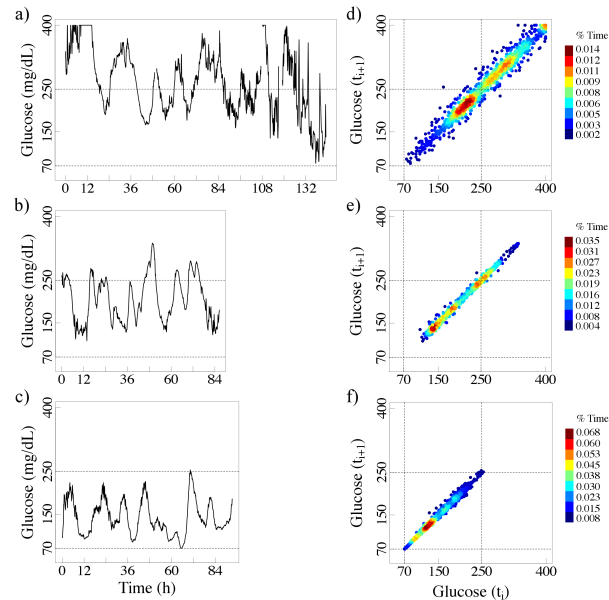 a)
Glucose (mg/dL)
400
250
150
70
0 12 36 60 84 108 132
d)
Glucose (ti+1)
400
250
150
70
70 150 250 400
% Time
0.014
0.012
0.011
0.009
0.008
0.006
0.005
0.003
0.002
b)
Glucose (mg/dL)
400
250
150
70
0 12 36 60 84
e)
Glucose (ti+1)
400
250
150
70
70 150 250 400
% Time
0.035
0.031
0.027
0.023
0.019
0.016
0.012
0.008
0.004
c)
Glucose (mg/dL)
400
250
150
70
0 12 36 60 84
Time (h)
f)
Glucose (ti+1)
400
250
150
70
70 150 250 400
Glucose (ti)
% Time
0.068
0.060
0.053
0.045
0.038
0.030
0.023
0.015
0.008